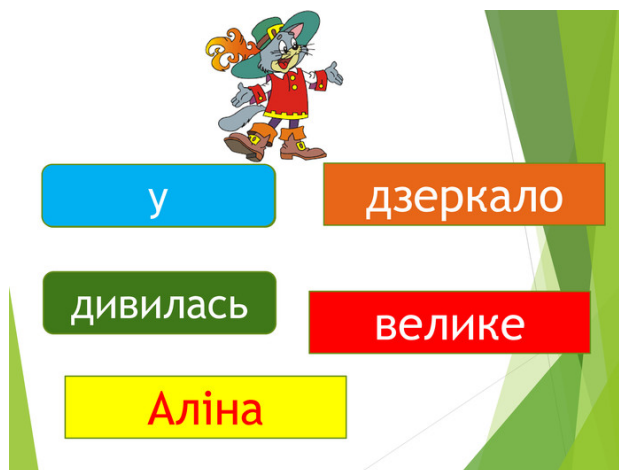 у
дзеркало
дивилась
велике
Аліна